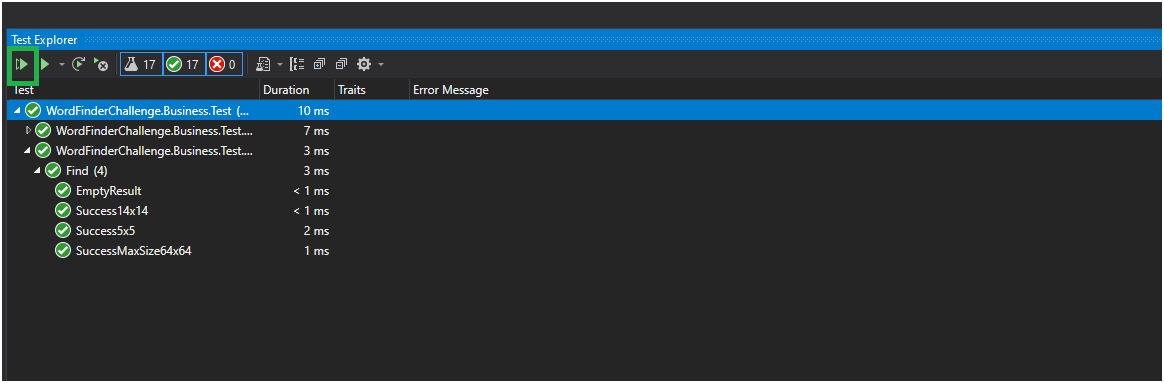 Test Explorer
17 17 0
Test Duration Traits Error Message
WordFinderChallenge.Business.Test (... 10 ms
WordFinderChallenge.Business.Test.... 7 ms
WordFinderChallenge.Business.Test.... 3 ms
Find (4) 3 ms
EmptyResult < 1 ms
Success14x14 < 1 ms
Success5x5 2 ms
SuccessMaxSize64x64 1 ms